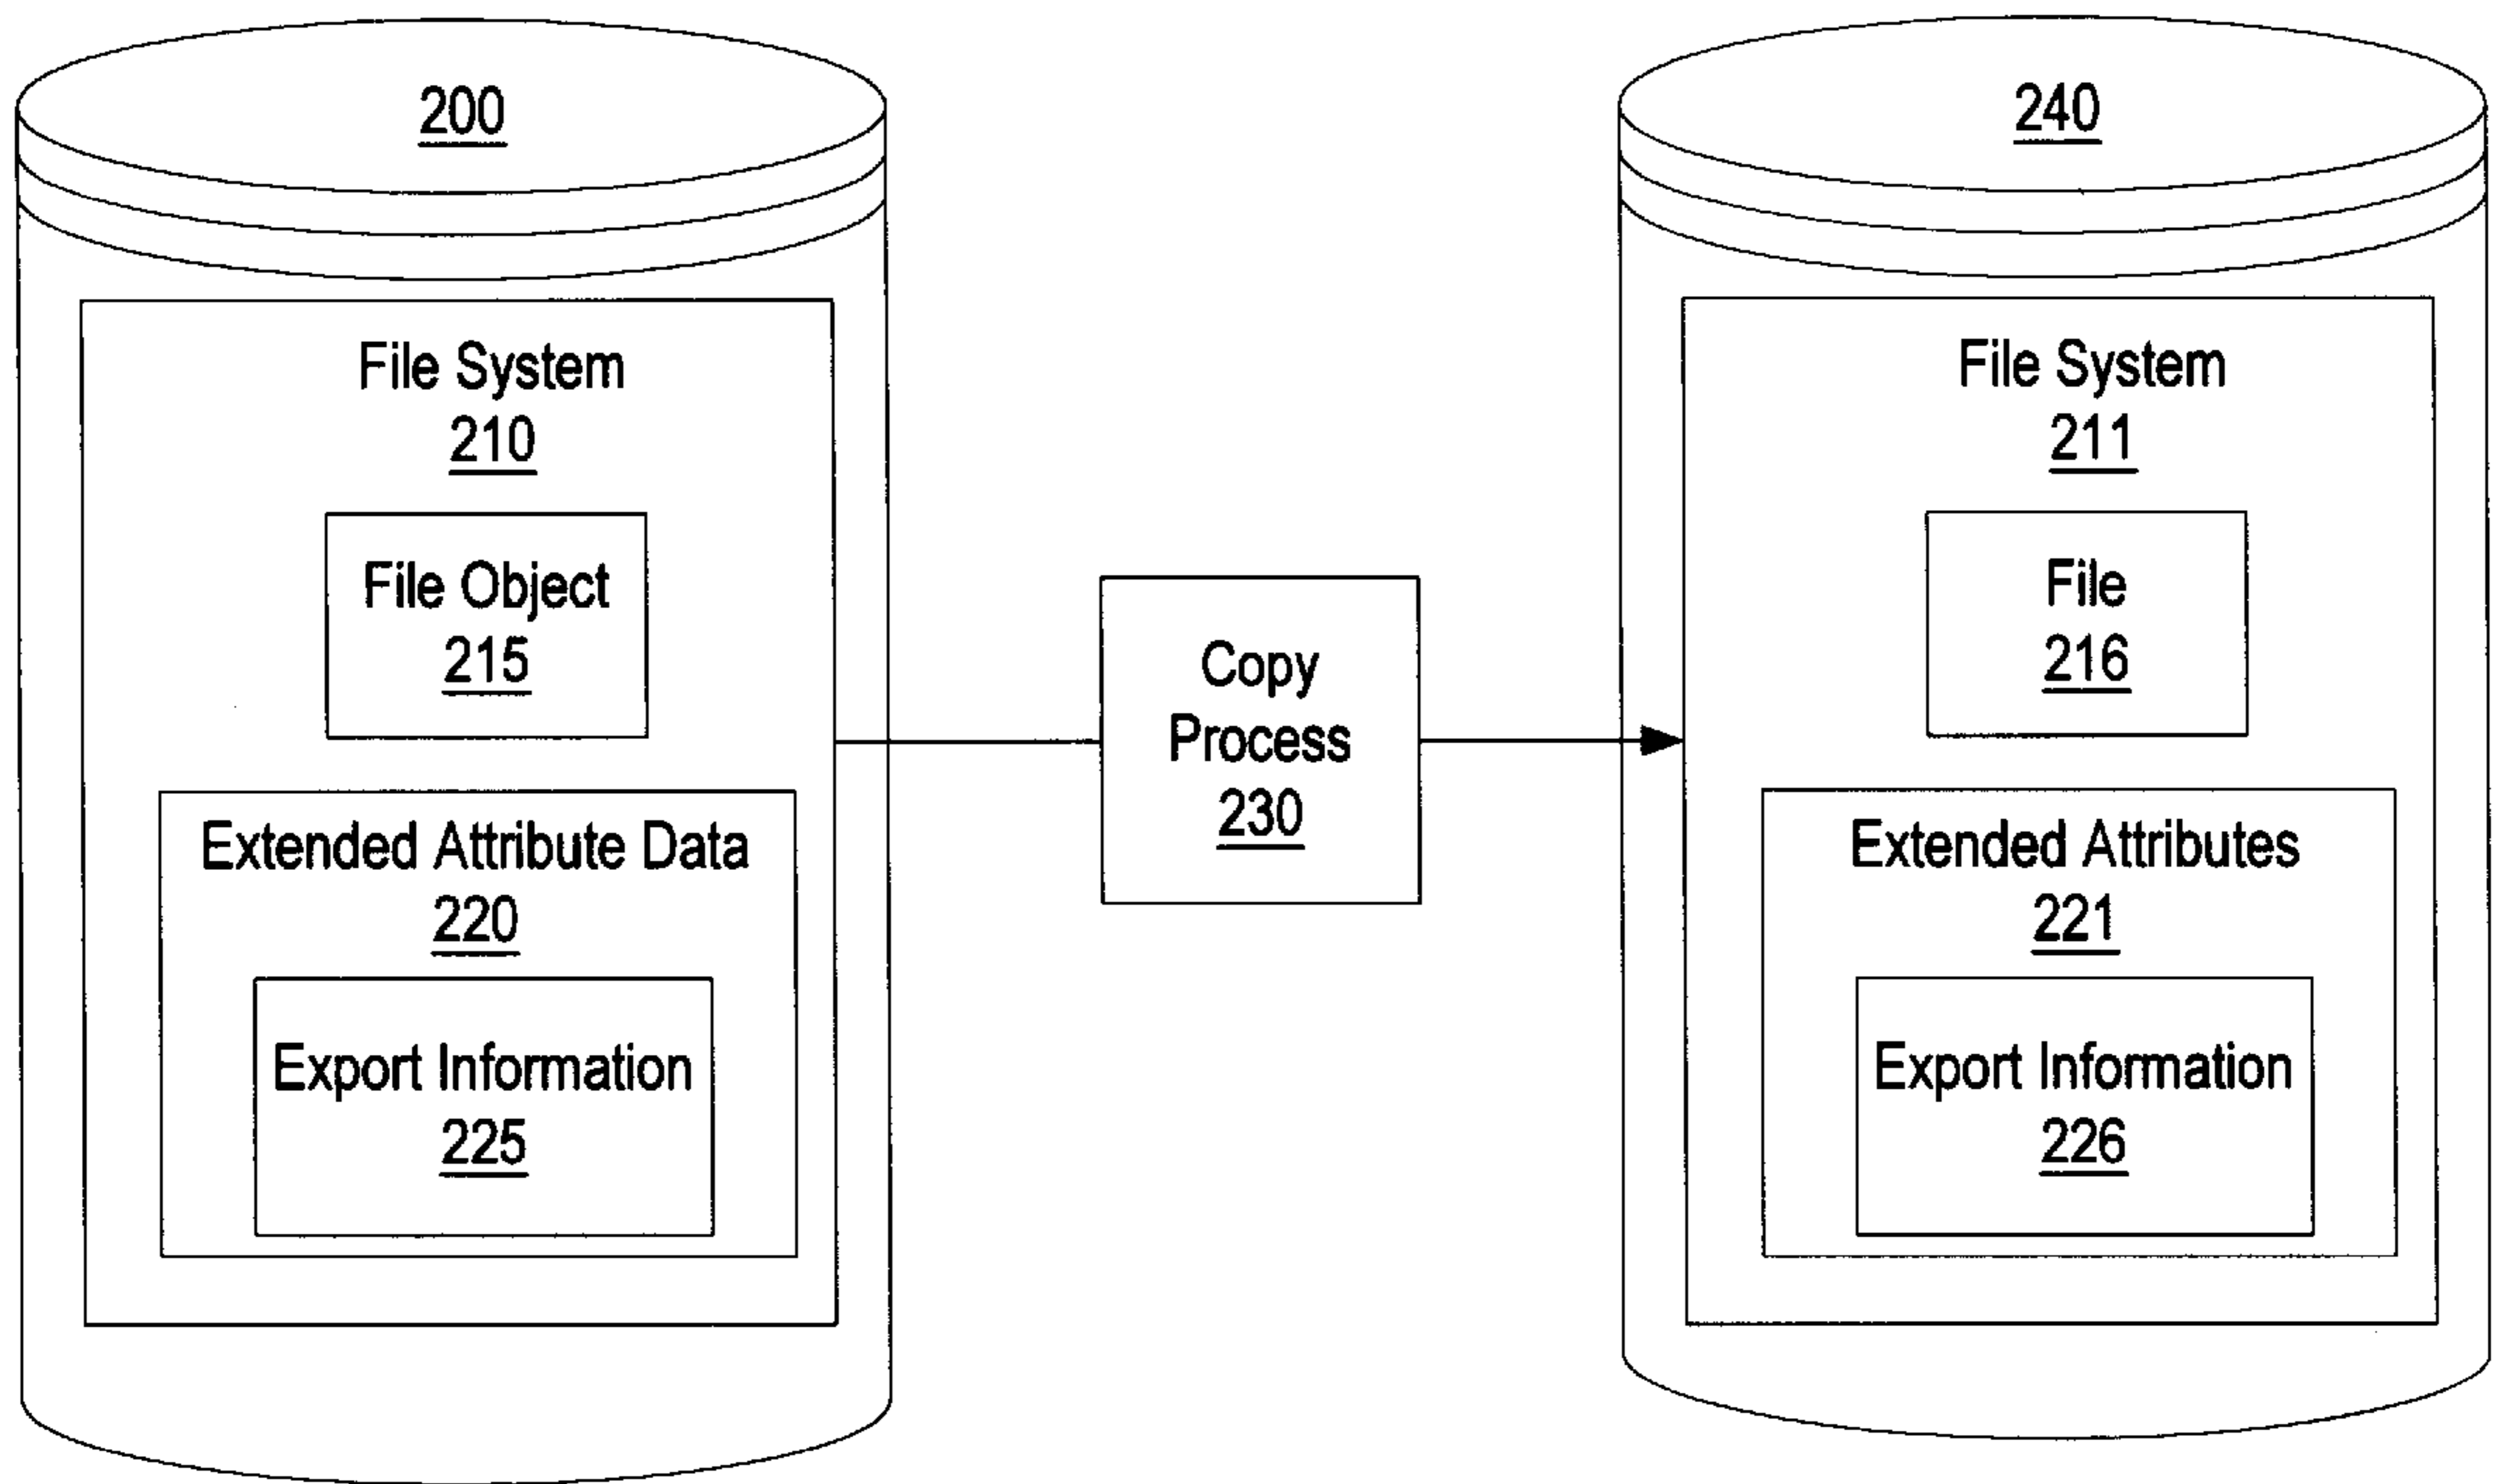 200
File System
210
File Object
215
Extended Attribute Data
220
Export Information
225
Copy
Process
230
240
File System
211
File
216
Extended Attributes
221
Export Information
226